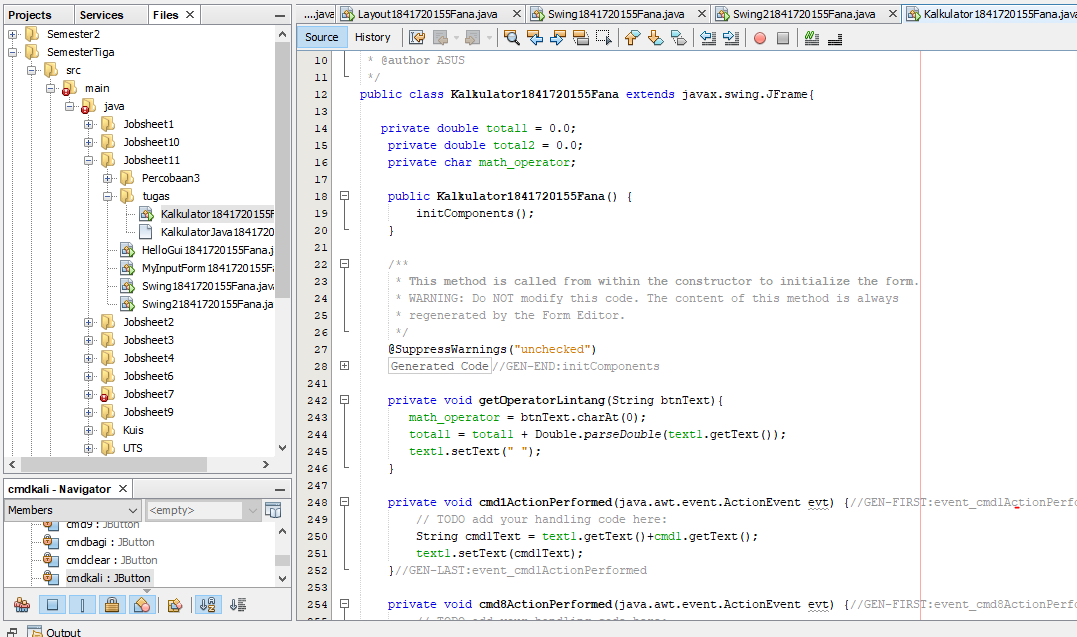 Projects Services Files
Semester2
SemesterTiga
src
main
java
Jobsheet1
Jobsheet10
Jobsheet11
Percobaan3
tugas
Kalkulator1841720155F
KalkulatorJava1841720
HelloGui1841720155Fana.j
MyInputForm1841720155Fa
Swing1841720155Fana.jav
Swing21841720155Fana.ja
Jobsheet2
Jobsheet3
Jobsheet4
Jobsheet6
Jobsheet7
Jobsheet9
Kuis
UTS
cmdkali - Navigator
Members <empty>
cmd9 : JButton
cmdbagi : JButton
cmdclear : JButton
cmdkali : JButton
Output
....java Layout1841720155Fana.java Swing1841720155Fana.java Swing21841720155Fana.java Kalkulator1841720155Fana.java
Source History
10 * @author ASUS
11 */
12 public class Kalkulator1841720155Fana extends javax.swing.JFrame{
13
14 private double total1 = 0.0;
15 private double total2 = 0.0;
16 private char math_operator;
17
18 public Kalkulator1841720155Fana() {
19 initComponents();
20 }
21
22 /**
23 * This method is called from within the constructor to initialize the form.
24 * WARNING: Do NOT modify this code. The content of this method is always
25 * regenerated by the Form Editor.
26 */
27 @SuppressWarnings("unchecked")
28 Generated Code//GEN-END:initComponents
241
242 private void getOperatorLintang(String btnText){
243 math_operator = btnText.charAt(0);
244 total1 = total1 + Double.parseDouble(text1.getText());
245 text1.setText(" ");
246 }
247
248 private void cmd1ActionPerformed(java.awt.event.ActionEvent evt) {//GEN-FIRST:event_cmd1ActionPerfo
249 // TODO add your handling code here:
250 String cmd1Text = text1.getText()+cmd1.getText();
251 text1.setText(cmd1Text);
252 }//GEN-LAST:event_cmd1ActionPerformed
253
254 private void cmd8ActionPerformed(java.awt.event.ActionEvent evt) {//GEN-FIRST:event_cmd8ActionPerfo
255 // TODO add your handling code here: